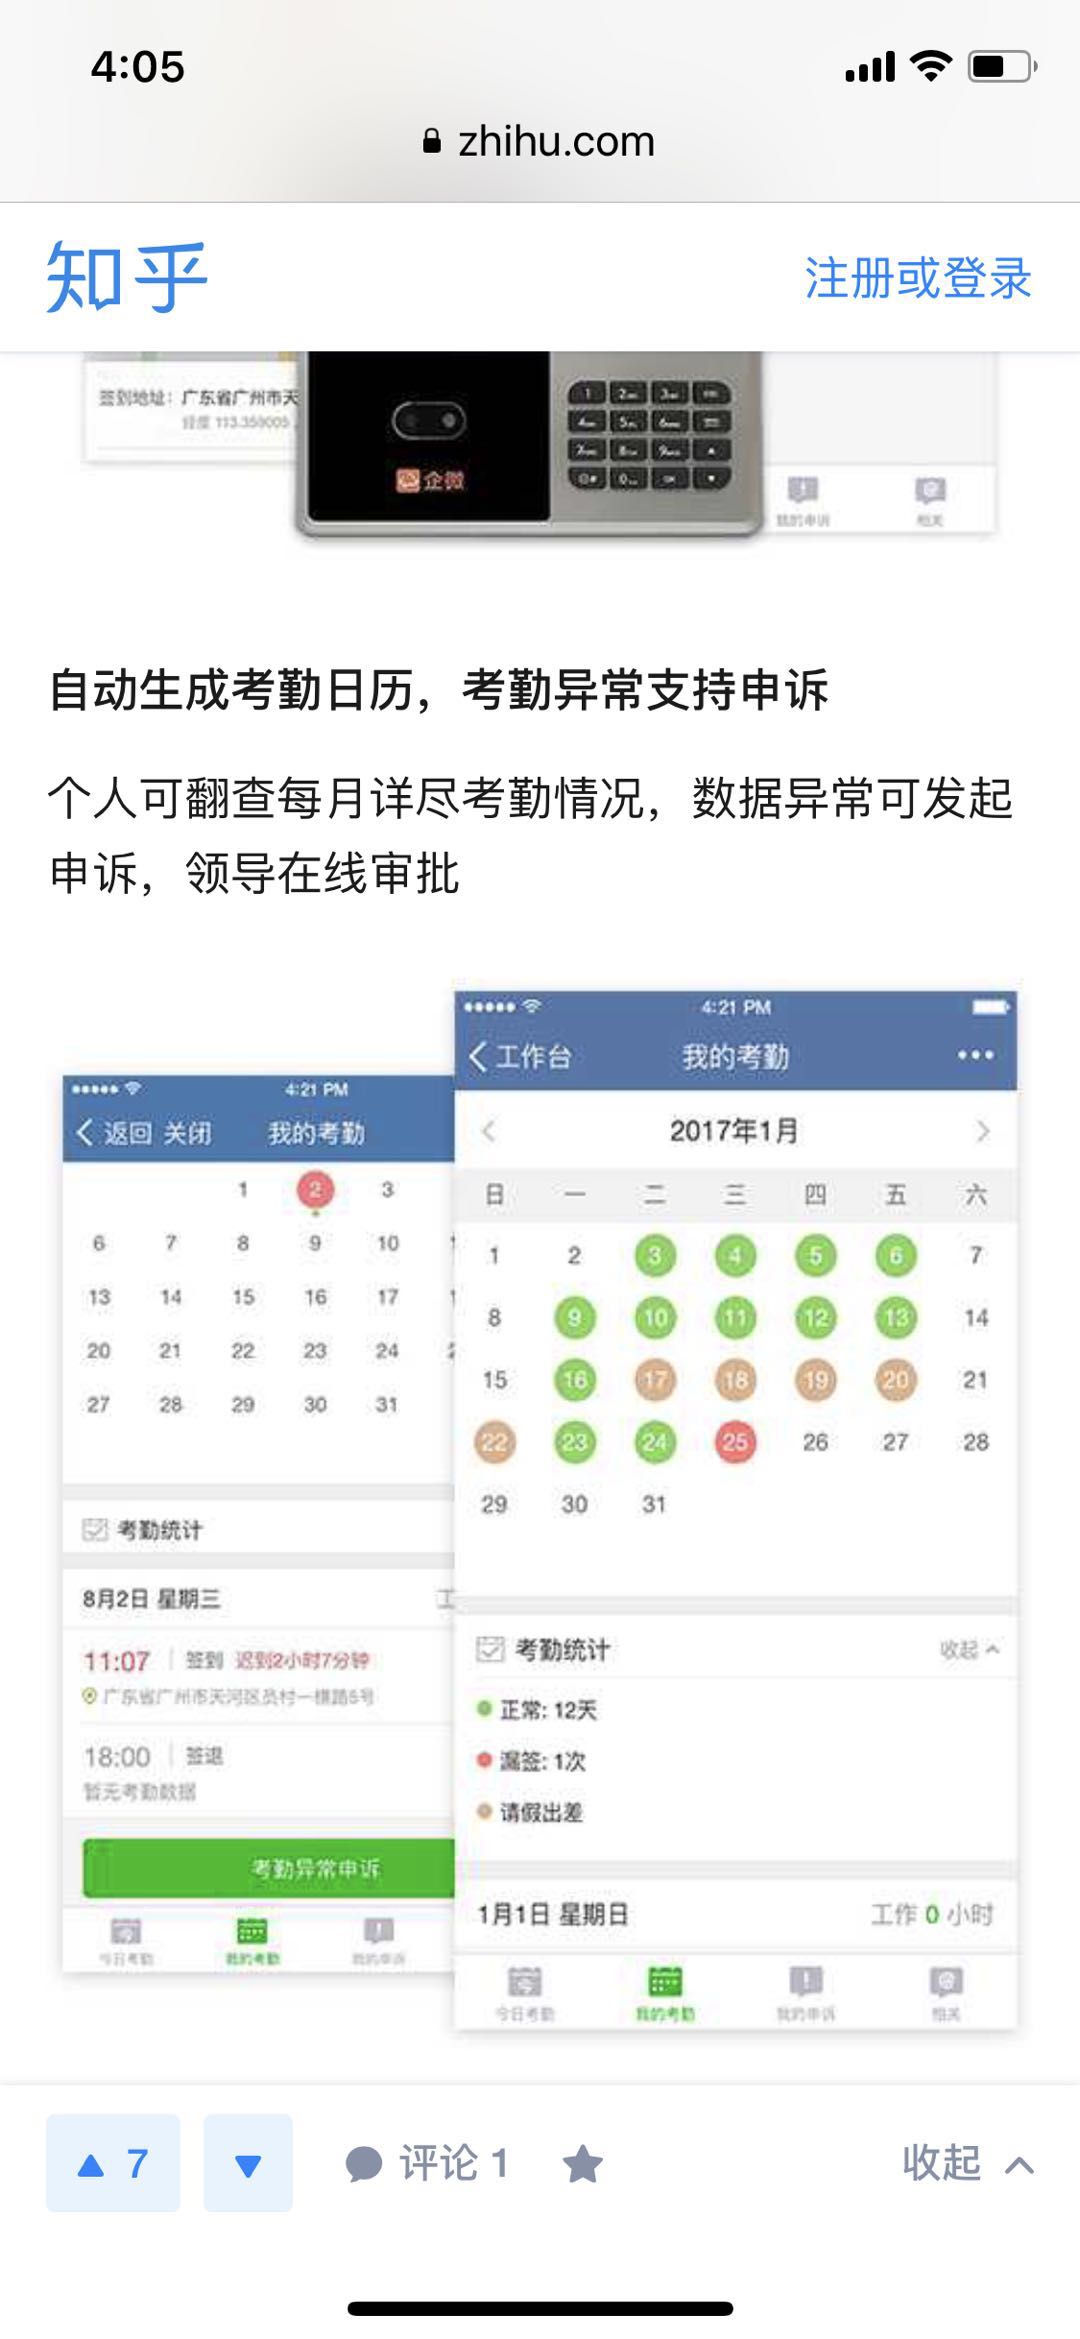 4:05
zhihu.com
知乎
注册或登录
签到地址：广东省广州市天
经度 113.359005
企微
我的申诉
相关
自动生成考勤日历，考勤异常支持申诉
个人可翻查每月详尽考勤情况，数据异常可发起
申诉，领导在线审批
4:21 PM
返回 关闭 我的考勤
1 2 3
6 7 8 9 10
13 14 15 16 17
20 21 22 23 24
27 28 29 30 31
考勤统计
8月2日 星期三
11:07 签到 迟到2小时7分钟
广东省广州市天河区员村一横路5号
18:00 签退
暂无考勤数据
考勤异常申诉
今日考勤 我的考勤 我的申诉
4:21 PM
工作台 我的考勤
2017年1月
日 一 二 三 四 五 六
1 2 3 4 5 6 7
8 9 10 11 12 13 14
15 16 17 18 19 20 21
22 23 24 25 26 27 28
29 30 31
考勤统计 收起
正常: 12天
漏签: 1次
请假出差
1月1日 星期日 工作 0 小时
今日考勤 我的考勤 我的申诉 相关
7 评论 1 收起